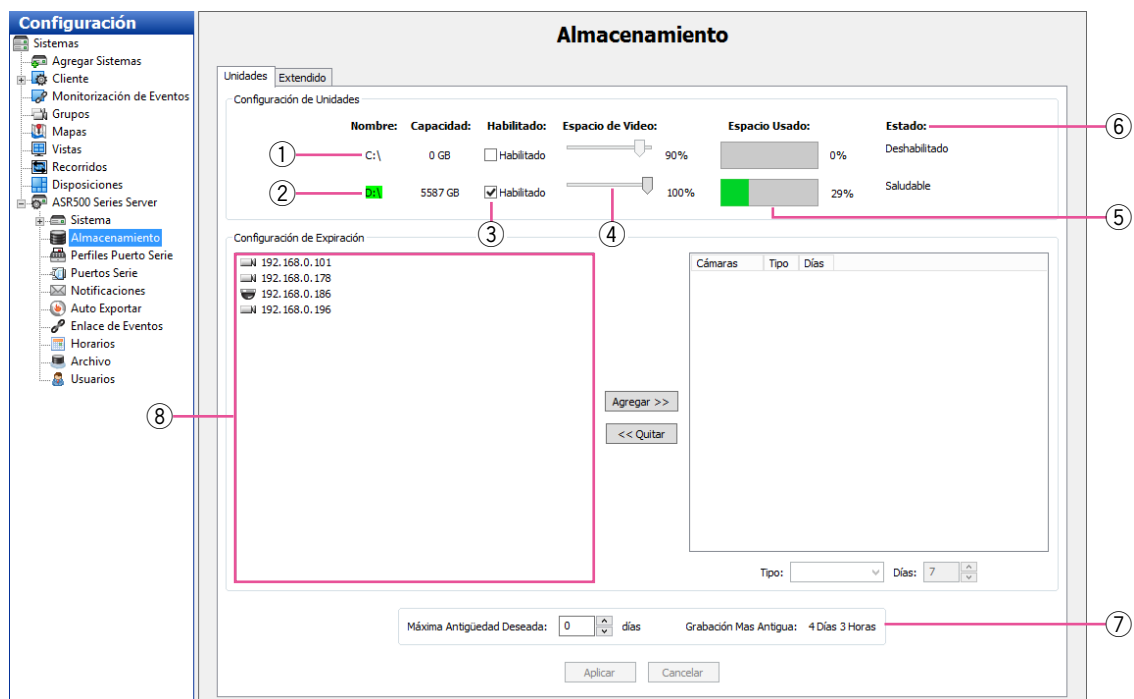 Configuración
Sistemas
Agregar Sistemas
Cliente
Monitorización de Eventos
Grupos
Mapas
Vistas
Recorridos
Disposiciones
ASR500 Series Server
Sistema
Almacenamiento
Perfiles Puerto Serie
Puertos Serie
Notificaciones
Auto Exportar
Enlace de Eventos
Horarios
Archivo
Usuarios
Almacenamiento
Unidades Extendido
Configuración de Unidades
Nombre: Capacidad: Habilitado: Espacio de Video: Espacio Usado: Estado: 6
1 C:\ 0 GB Habilitado 90% 0% Deshabilitado
2 D:\ 5587 GB Habilitado 100% 29% Saludable
3 4 5
Configuración de Expiración
192.168.0.101
192.168.0.178
192.168.0.186
192.168.0.196
8
Agregar >>
<< Quitar
Cámaras Tipo Días
Tipo: Días: 7
Máxima Antigüedad Deseada: 0 días Grabación Mas Antigua: 4 Días 3 Horas 7
Aplicar Cancelar